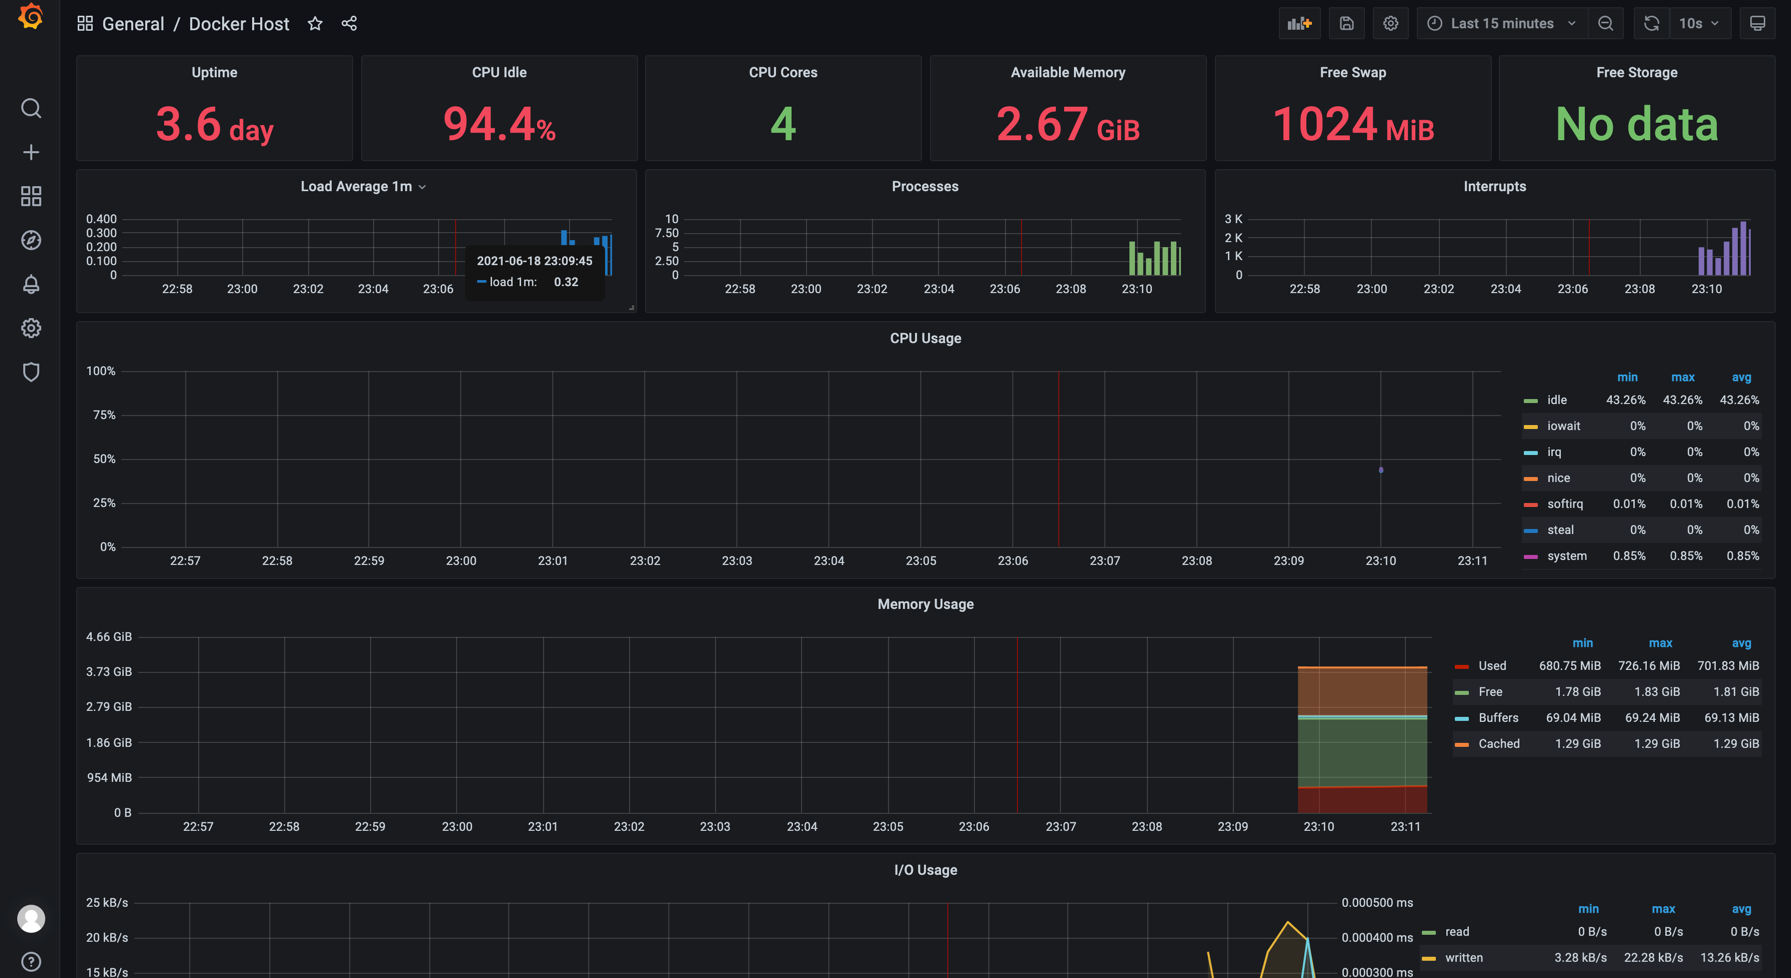 General / Docker Host
Last 15 minutes
10s
Uptime
3.6 day
CPU Idle
94.4%
CPU Cores
4
Available Memory
2.67 GiB
Free Swap
1024 MiB
Free Storage
No data
Load Average 1m
0.400
0.300
0.200
0.100
0
22:58 23:00 23:02 23:04 23:06
2021-06-18 23:09:45
load 1m: 0.32
Processes
10
7.50
5
2.50
0
22:58 23:00 23:02 23:04 23:06 23:08 23:10
Interrupts
3 K
2 K
1 K
0
22:58 23:00 23:02 23:04 23:06 23:08 23:10
CPU Usage
100%
75%
50%
25%
0%
22:57 22:58 22:59 23:00 23:01 23:02 23:03 23:04 23:05 23:06 23:07 23:08 23:09 23:10 23:11
min max avg
idle 43.26% 43.26% 43.26%
iowait 0% 0% 0%
irq 0% 0% 0%
nice 0% 0% 0%
softirq 0.01% 0.01% 0.01%
steal 0% 0% 0%
system 0.85% 0.85% 0.85%
Memory Usage
4.66 GiB
3.73 GiB
2.79 GiB
1.86 GiB
954 MiB
0 B
22:57 22:58 22:59 23:00 23:01 23:02 23:03 23:04 23:05 23:06 23:07 23:08 23:09 23:10 23:11
min max avg
Used 680.75 MiB 726.16 MiB 701.83 MiB
Free 1.78 GiB 1.83 GiB 1.81 GiB
Buffers 69.04 MiB 69.24 MiB 69.13 MiB
Cached 1.29 GiB 1.29 GiB 1.29 GiB
I/O Usage
25 kB/s
20 kB/s
15 kB/s
0.000500 ms
0.000400 ms
0.000300 ms
min max avg
read 0 B/s 0 B/s 0 B/s
written 3.28 kB/s 22.28 kB/s 13.26 kB/s